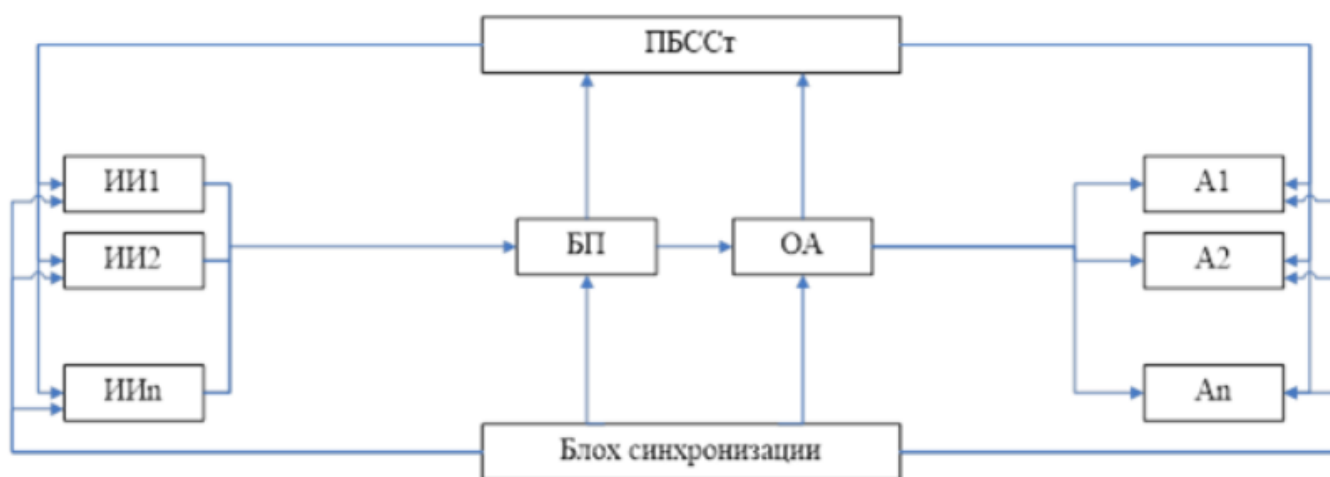 ПБССт
ИИ1
А1
БП
ОА
ИИ2
А2
ИИn
Аn
Блох синхронизации